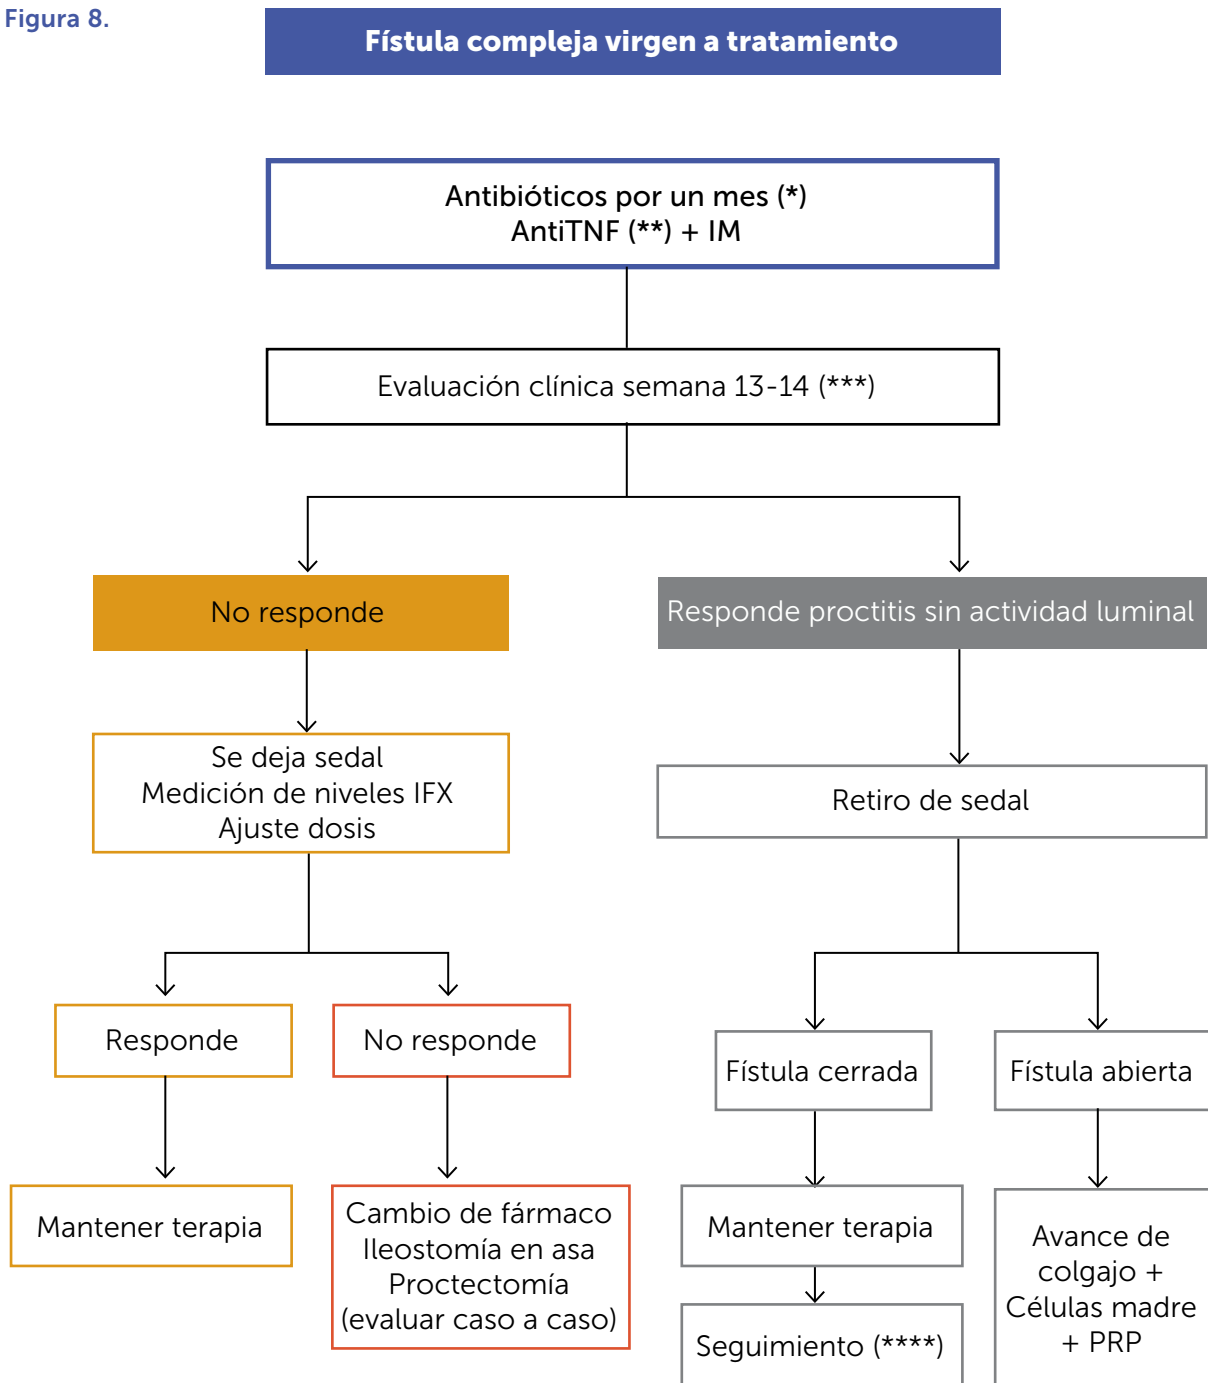 Figura 8.
Fístula compleja virgen a tratamiento
Antibióticos por un mes (*)
AntiTNF (**) + IM
Evaluación clínica semana 13-14 (***)
No responde
Responde proctitis sin actividad luminal
Se deja sedal
Medición de niveles IFX
Ajuste dosis
Retiro de sedal
Responde
No responde
Fístula cerrada
Fístula abierta
Mantener terapia
Cambio de fármaco
Ileostomía en asa
Proctectomía
(evaluar caso a caso)
Mantener terapia
Seguimiento (****)
Avance de
colgajo +
Células madre
+ PRP